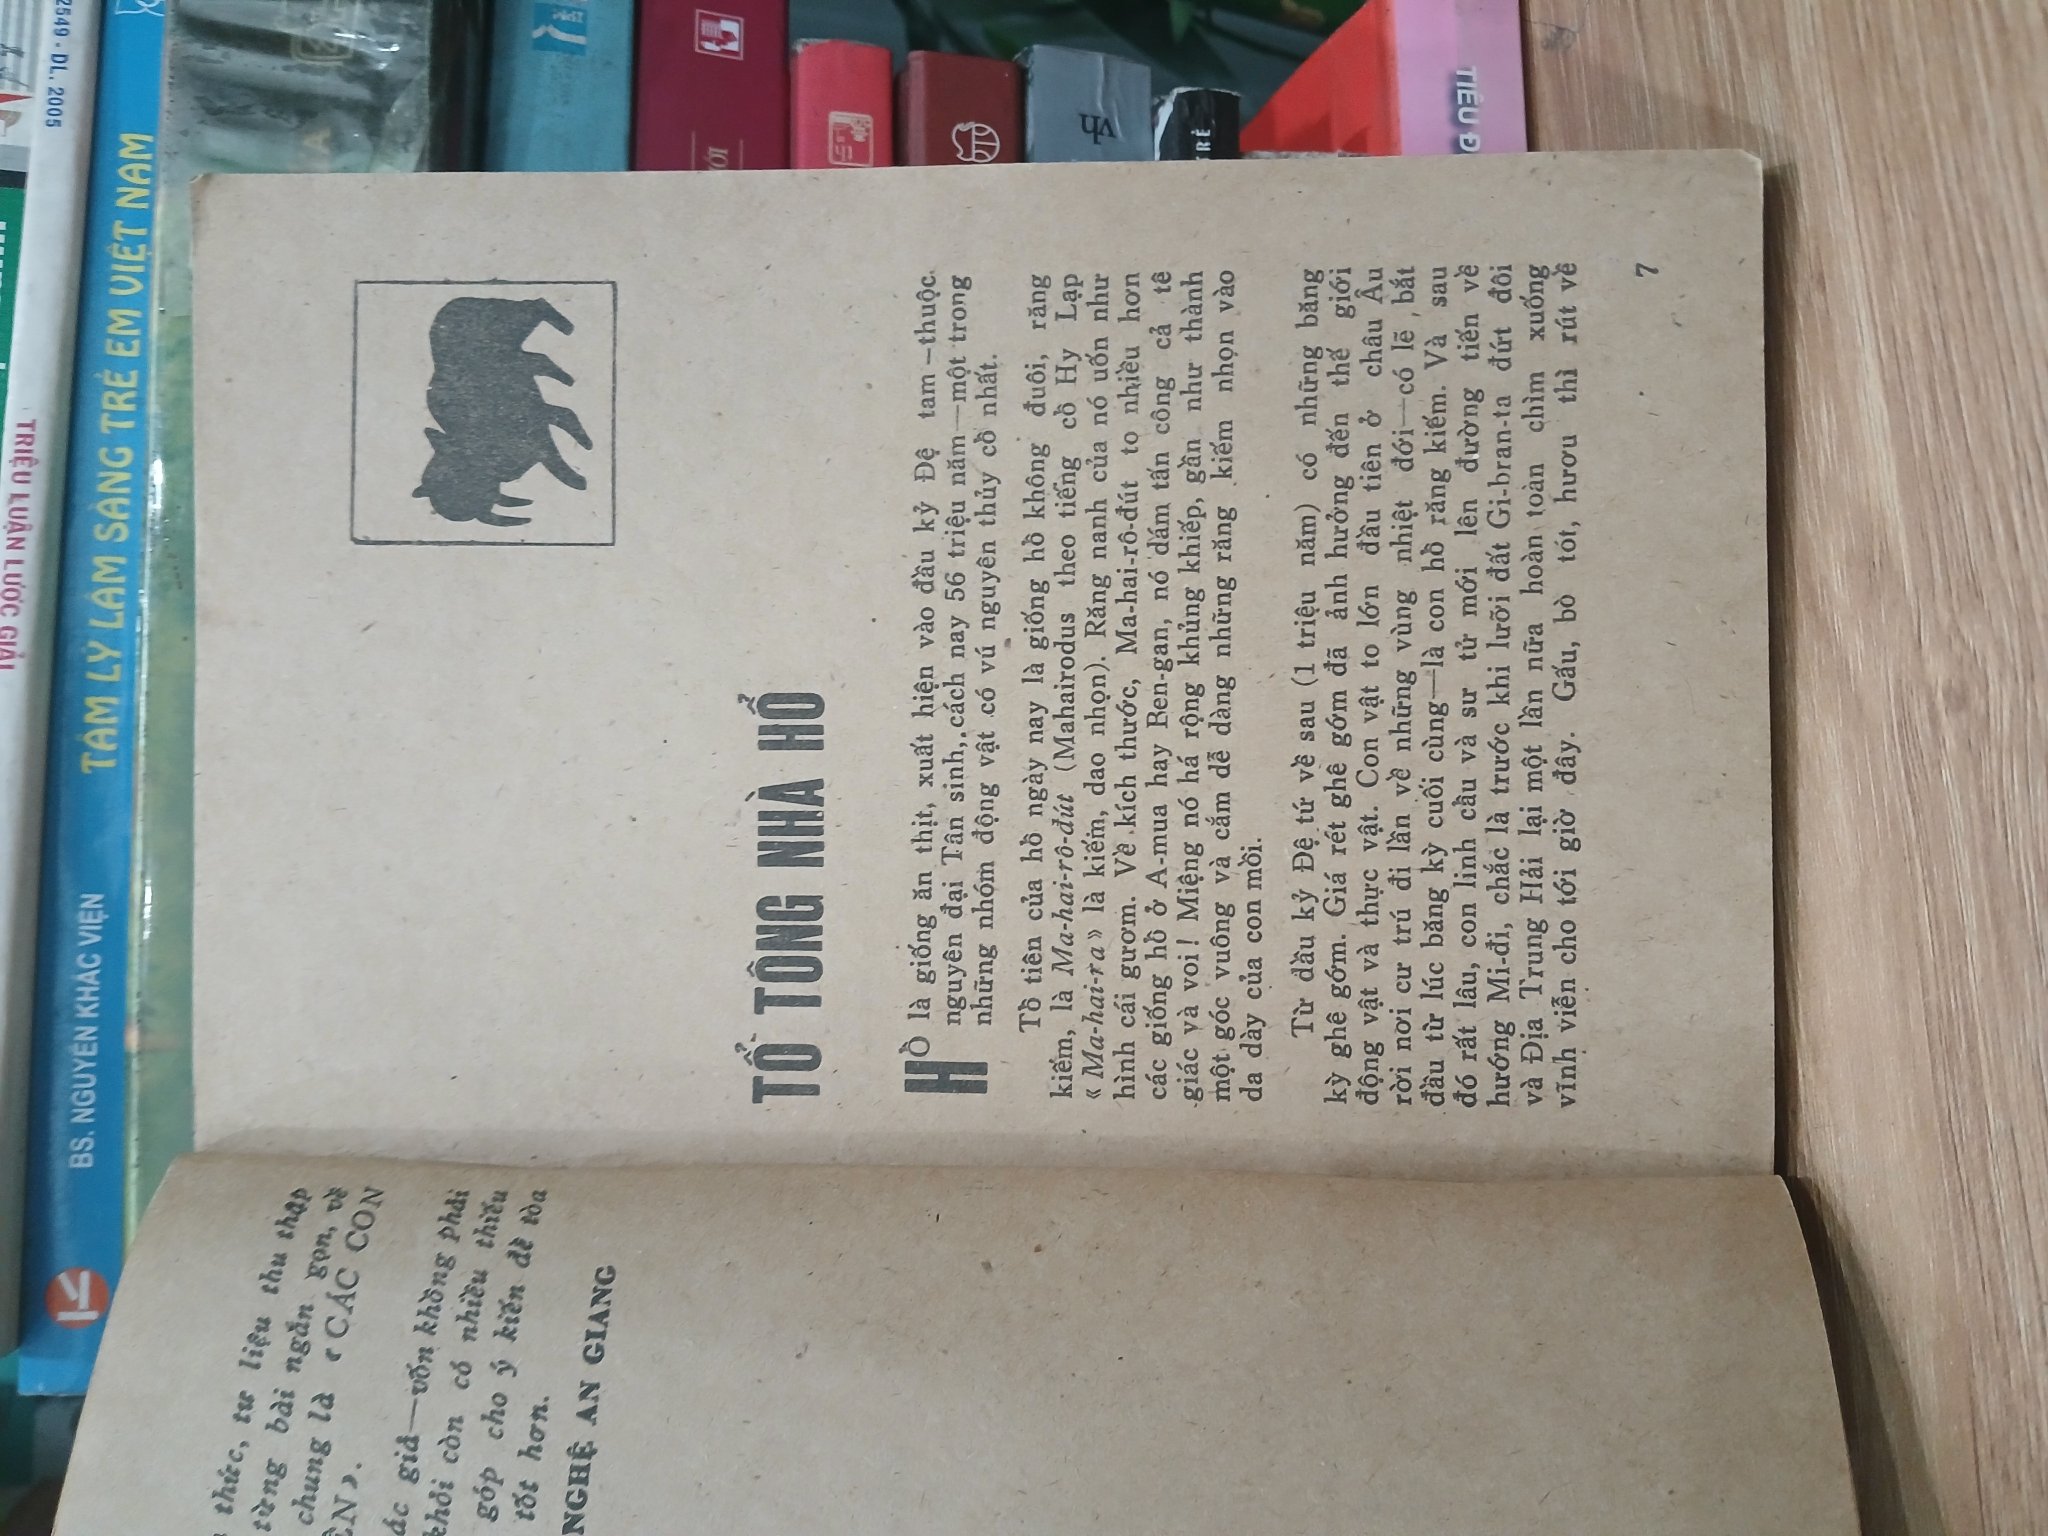 TỔ TÔNG NHÀ HỔ
HỔ là giống ăn thịt, xuất hiện vào đầu kỷ Đệ tam—thuộc
nguyên đại Tân sinh, cách nay 56 triệu năm—một trong
những nhóm động vật có vú nguyên thủy cổ nhất.
Tổ tiên của hổ ngày nay là giống hổ không đuôi, răng
kiếm, là Ma-hai-rô-đút (Mahairodus theo tiếng cổ Hy Lạp
«Ma-hai-ra» là kiếm, dao nhọn). Răng nanh của nó uốn như
hình cái gươm. Về kích thước, Ma-hai-rô-đút to nhiều hơn
các giống hổ ở A-mua hay Ben-gan, nó dám tấn công cả tê
giác và voi! Miệng nó há rộng khủng khiếp, gần như thành
một góc vuông và cắm dễ dàng những răng kiếm nhọn vào
da dày của con mồi.
Từ đầu kỷ Đệ tứ về sau (1 triệu năm) có những băng
kỳ ghê gớm. Giá rét ghê gớm đã ảnh hưởng đến thế giới
động vật và thực vật. Con vật to lớn đầu tiên ở châu Âu
rời nơi cư trú đi lần về những vùng nhiệt đới—có lẽ bắt
đầu từ lúc băng kỳ cuối cùng—là con hổ răng kiếm. Và sau
đó rất lâu, con linh cẩu và sư tử mới lên đường tiến về
hướng Mi-đi, chắc là trước khi lưỡi đất Gi-bran-ta đứt đôi
và Địa Trung Hải lại một lần nữa hoàn toàn chìm xuống
vĩnh viễn cho tới giờ đây. Gấu, bò tót, hươu thì rút về
7
thức, tư liệu thu thập
từng bài ngắn gọn, về
chung là «CÁC CON
».
giả—vốn không phải
khỏi còn có nhiều thiếu
góp cho ý kiến để tòa
tốt hơn.
NGHỆ AN GIANG
2549 - DL. 2005
TRIỆU LUẬN LƯỢC GIẢI
BS. NGUYỄN KHẮC VIỆN
TÂM LÝ LÂM SÀNG TRẺ EM VIỆT NAM
vh
TRẺ
TIÊU